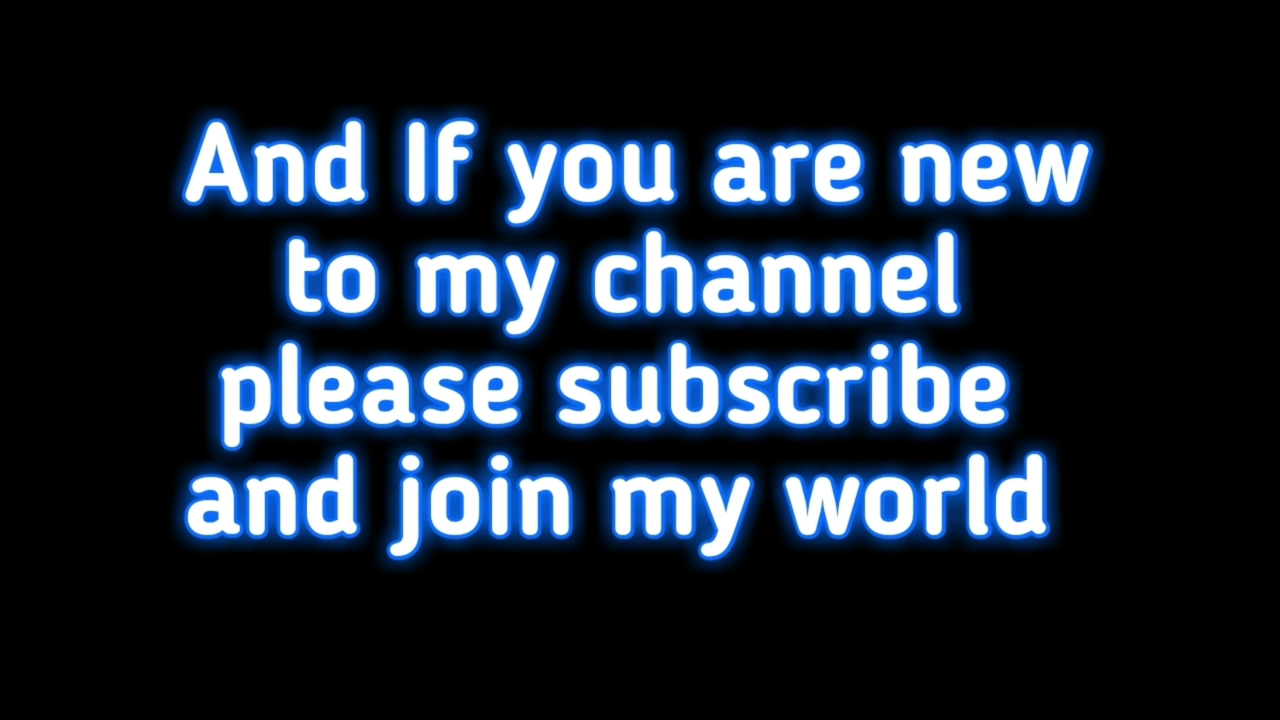 And If you are new
to my channel
please subscribe
and join my world